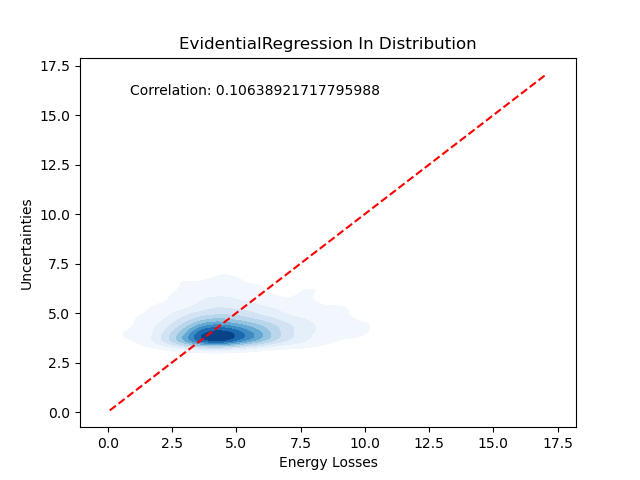 EvidentialRegression In Distribution
17.5
Correlation: 0.10638921717795988
15.0
12.5
10.0
Uncertainties
7.5
5.0
2.5
0.0
0.0 2.5 5.0 7.5 10.0 12.5 15.0 17.5
Energy Losses